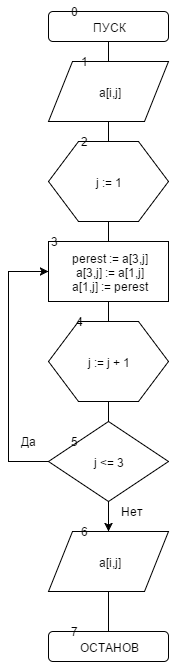 0
ПУСК
1
a[i,j]
2
j := 1
3
perest := a[3,j]
a[3,j] := a[1,j]
a[1,j] := perest
4
j := j + 1
Да
5
j <= 3
Нет
6
a[i,j]
7
ОСТАНОВ